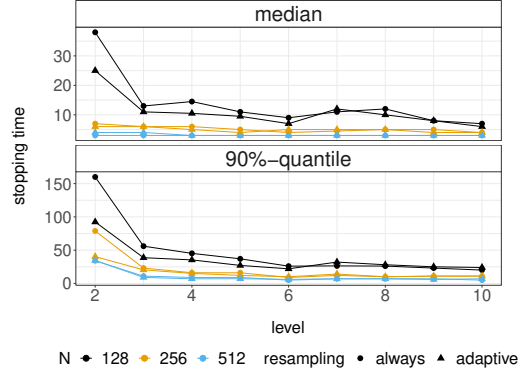 median
30
20
10
stopping time
90%−quantile
150
100
50
0
2 4 6 8 10
level
N 128 256 512 resampling always adaptive